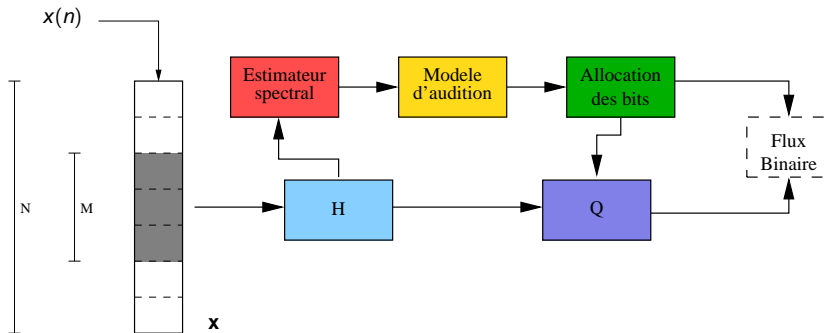 x(n)
Estimateur
spectral
Modele
d'audition
Allocation
des bits
Flux
Binaire
N
M
H
Q
x